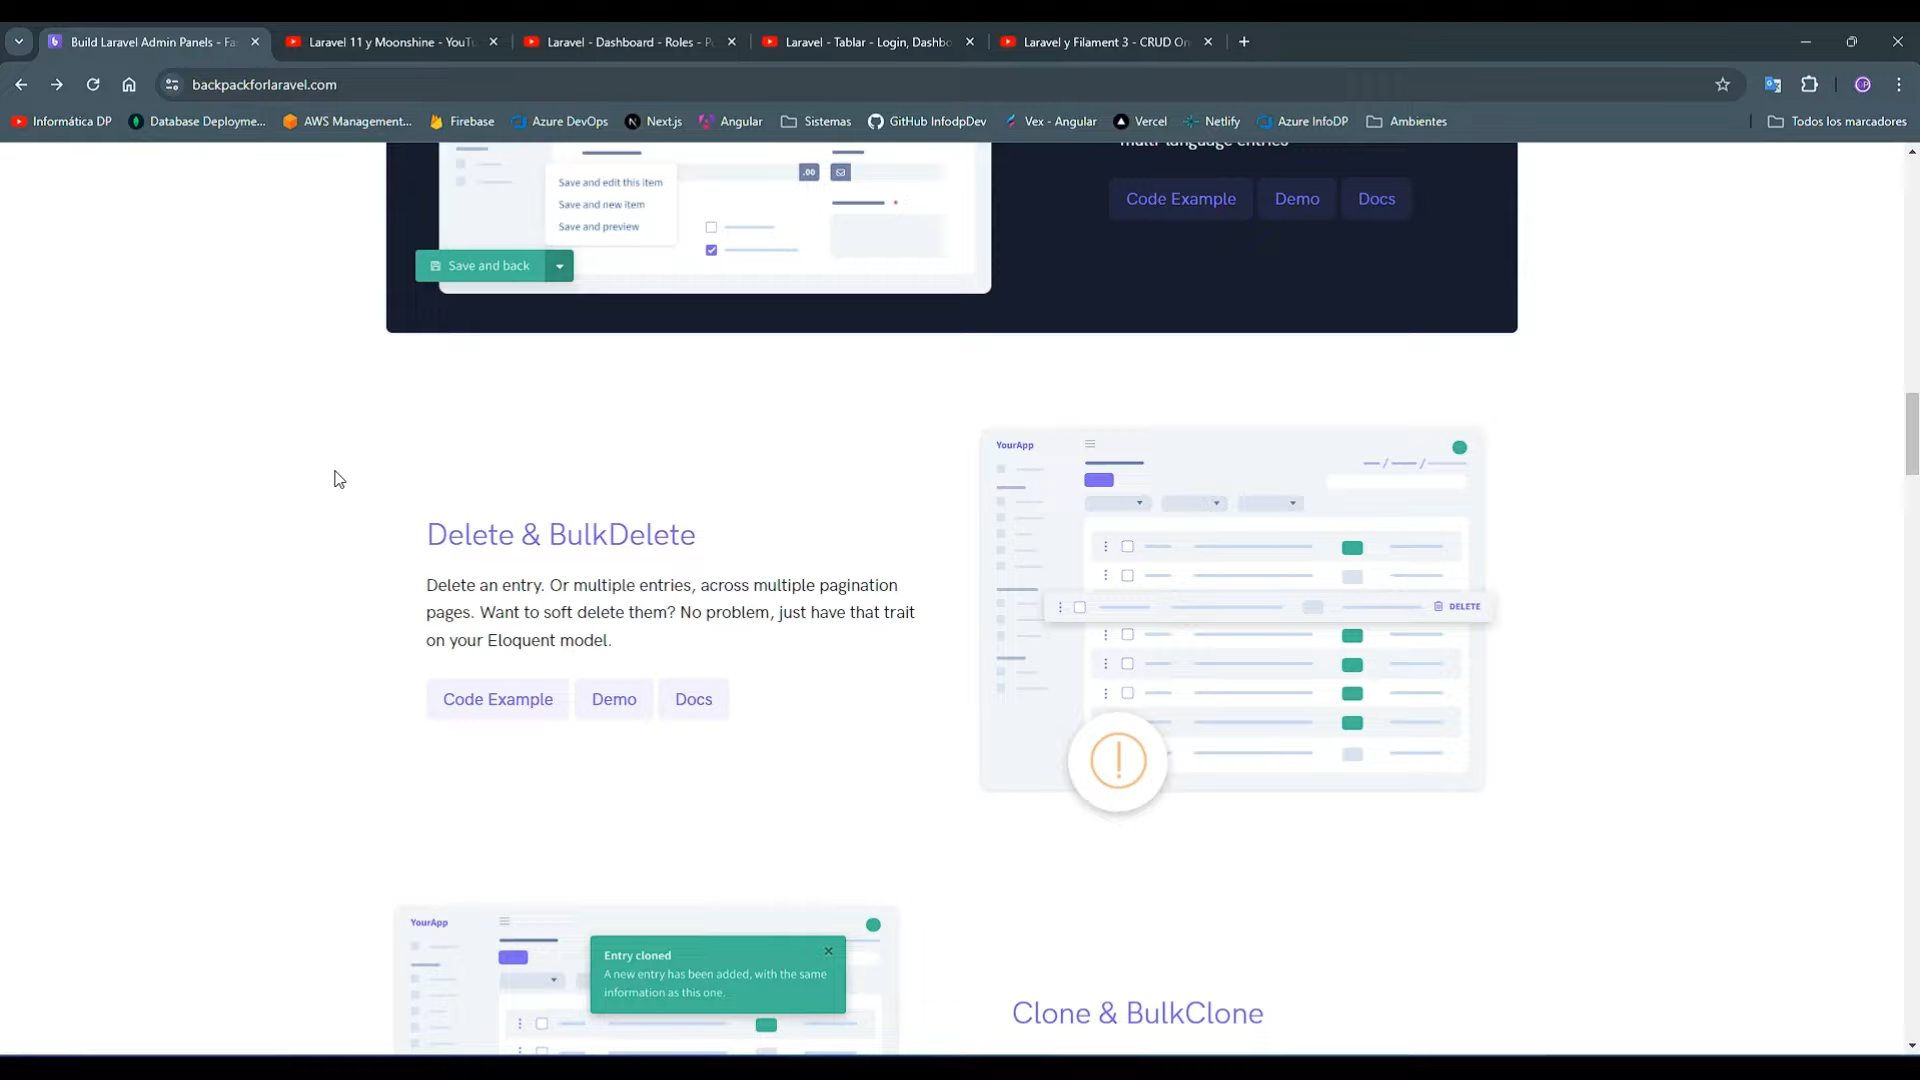 Build Laravel Admin Panels - Fa
Laravel 11 y Moonshine - YouTu
Laravel - Dashboard - Roles - P
Laravel - Tablar - Login, Dashbo
Laravel y Filament 3 - CRUD On
backpackforlaravel.com
Informática DP
Database Deployme...
AWS Management...
Firebase
Azure DevOps
Next.js
Angular
Sistemas
GitHub InfodpDev
Vex - Angular
Vercel
Netlify
Azure InfoDP
Ambientes
Todos los marcadores
multi-language entries
.00
Save and edit this item
Save and new item
Save and preview
Save and back
Code Example
Demo
Docs
Delete & BulkDelete
Delete an entry. Or multiple entries, across multiple pagination
pages. Want to soft delete them? No problem, just have that trait
on your Eloquent model.
Code Example
Demo
Docs
YourApp
DELETE
YourApp
Entry cloned
A new entry has been added, with the same
information as this one.
Clone & BulkClone